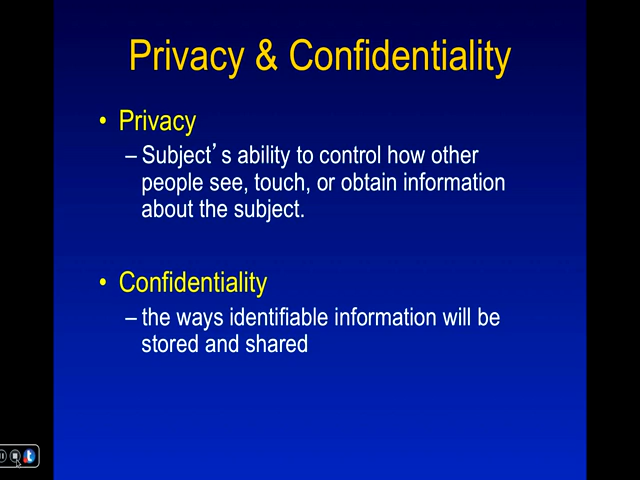 Privacy & Confidentiality
• Privacy
– Subject’s ability to control how other
people see, touch, or obtain information
about the subject.
• Confidentiality
– the ways identifiable information will be
stored and shared